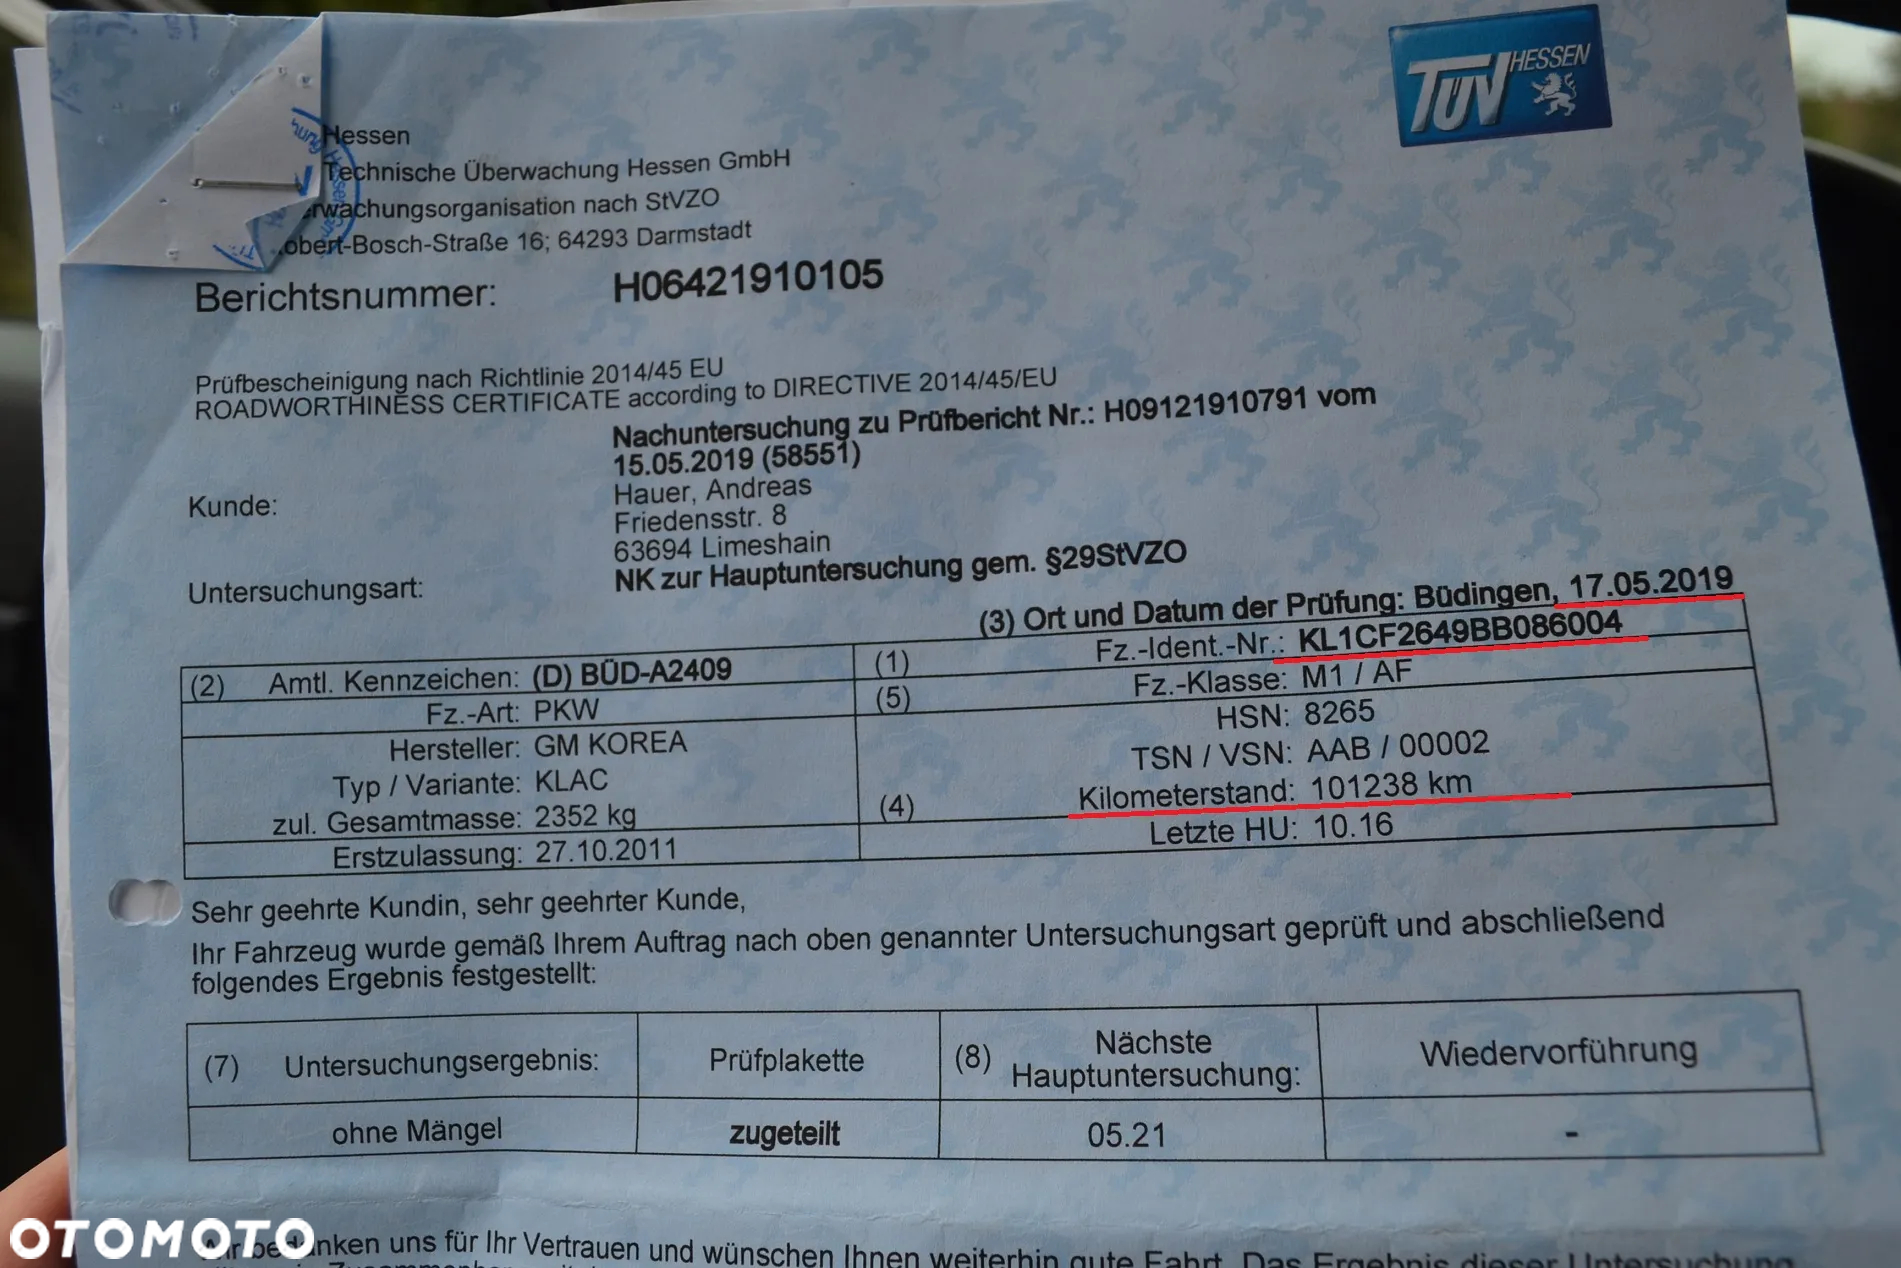 TÜV HESSEN
Hessen
Technische Überwachung Hessen GmbH
erwachungsorganisation nach StVZO
obert-Bosch-Straße 16; 64293 Darmstadt
Berichtsnummer: H06421910105
Prüfbescheinigung nach Richtlinie 2014/45 EU
ROADWORTHINESS CERTIFICATE according to DIRECTIVE 2014/45/EU
Nachuntersuchung zu Prüfbericht Nr.: H09121910791 vom
15.05.2019 (58551)
Kunde: Hauer, Andreas
Friedensstr. 8
63694 Limeshain
Untersuchungsart: NK zur Hauptuntersuchung gem. §29StVZO
(3) Ort und Datum der Prüfung: Büdingen, 17.05.2019
(2) Amtl. Kennzeichen: (D) BÜD-A2409 (1) Fz.-Ident.-Nr.: KL1CF2649BB086004
Fz.-Art: PKW (5) Fz.-Klasse: M1 / AF
Hersteller: GM KOREA HSN: 8265
Typ / Variante: KLAC TSN / VSN: AAB / 00002
zul. Gesamtmasse: 2352 kg (4) Kilometerstand: 101238 km
Erstzulassung: 27.10.2011 Letzte HU: 10.16
Sehr geehrte Kundin, sehr geehrter Kunde,
Ihr Fahrzeug wurde gemäß Ihrem Auftrag nach oben genannter Untersuchungsart geprüft und abschließend
folgendes Ergebnis festgestellt:
(7) Untersuchungsergebnis: Prüfplakette (8) Nächste Hauptuntersuchung: Wiedervorführung
ohne Mängel zugeteilt 05.21 -
OTOMOTO
bedanken uns für Ihr Vertrauen und wünschen Ihnen weiterhin gute Fahrt. Das Ergebnis dieser Untersuchung